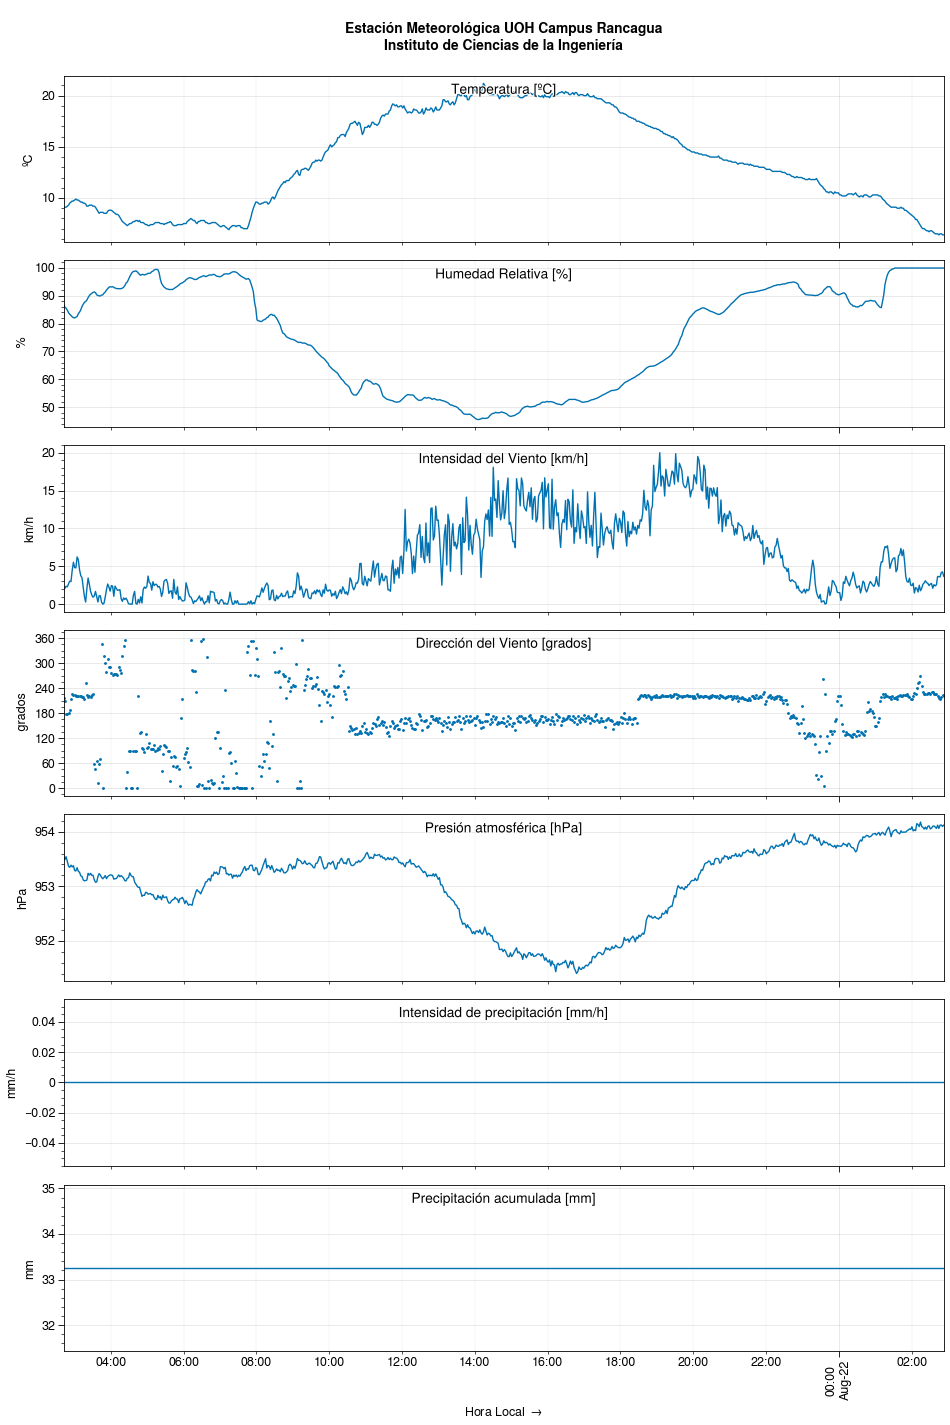 Estación Meteorológica UOH Campus Rancagua
Instituto de Ciencias de la Ingeniería
Temperatura [ºC]
20
15
10
ºC
Humedad Relativa [%]
100
90
80
70
60
50
%
Intensidad del Viento [km/h]
20
15
10
5
0
km/h
Dirección del Viento [grados]
360
300
240
180
120
60
0
grados
Presión atmosférica [hPa]
954
953
952
hPa
Intensidad de precipitación [mm/h]
0.04
0.02
0
−0.02
−0.04
mm/h
Precipitación acumulada [mm]
35
34
33
32
mm
04:00 06:00 08:00 10:00 12:00 14:00 16:00 18:00 20:00 22:00 00:00 02:00
Aug-22
Hora Local →